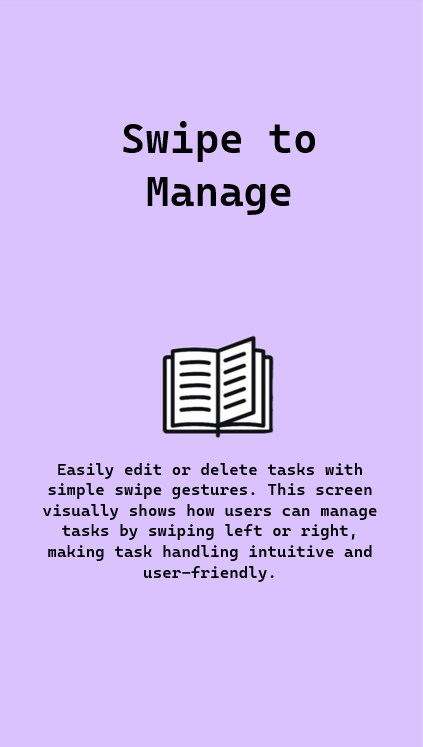 Swipe to
Manage
Easily edit or delete tasks with
simple swipe gestures. This screen
visually shows how users can manage
tasks by swiping left or right,
making task handling intuitive and
user-friendly.